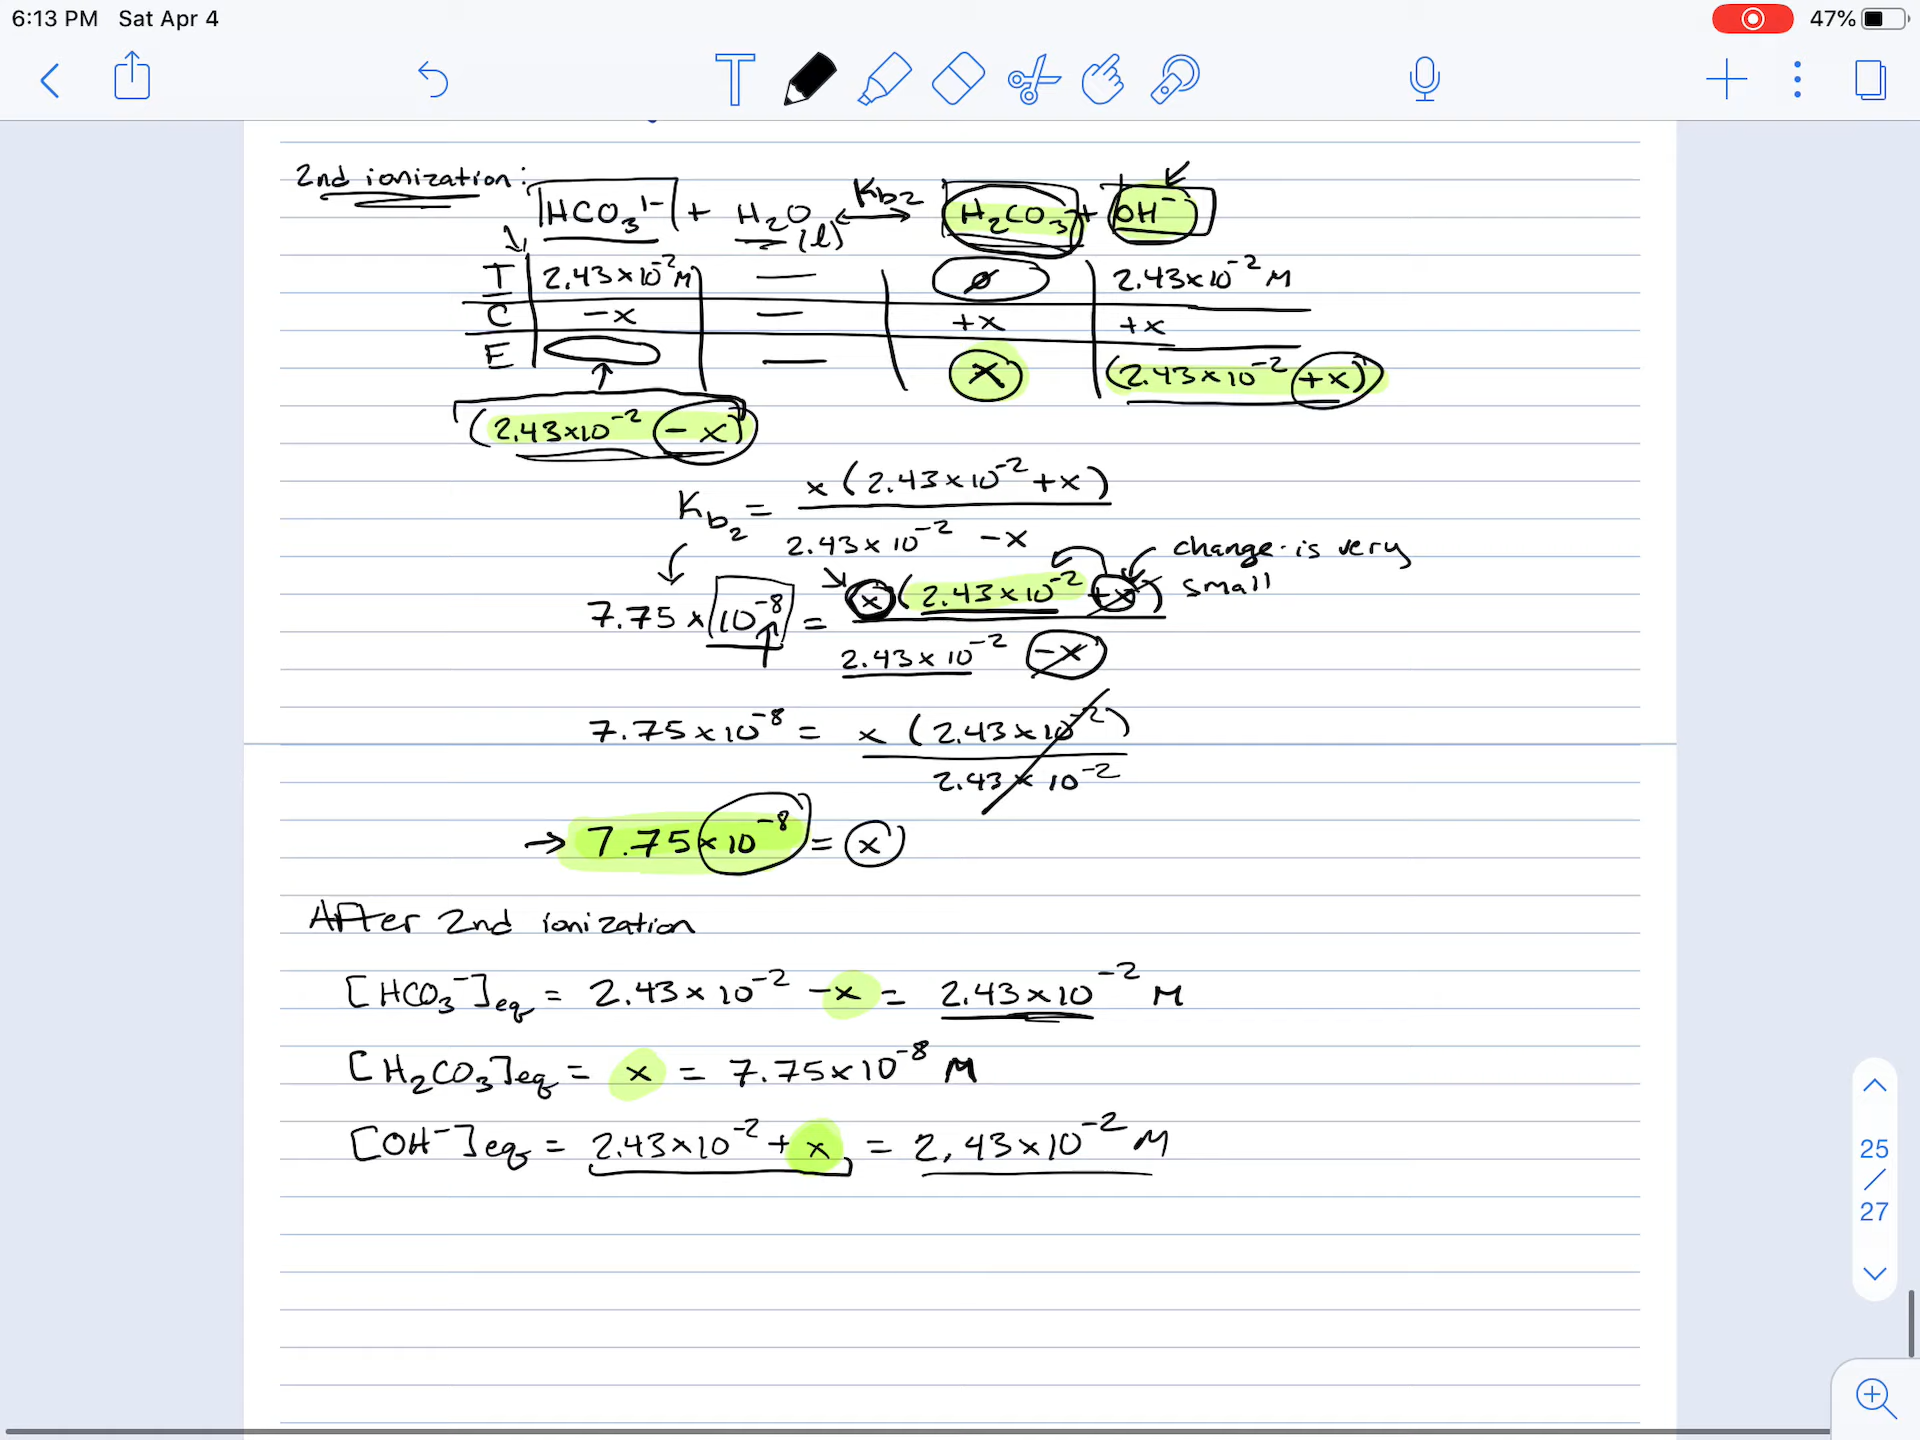 6:13 PM Sat Apr 4 47%
2nd ionization:
HCO₃¹⁻ + H₂O (l) ⟷ Kb₂ H₂CO₃ + OH⁻
I 2.43×10⁻²M — ∅ 2.43×10⁻² M
C -x — +x +x
E — x (2.43×10⁻² +x)
(2.43×10⁻² - x)
Kb₂ = x(2.43×10⁻² +x) / 2.43×10⁻² -x
change is very small
7.75×10⁻⁸ = x(2.43×10⁻² +x) / 2.43×10⁻² -x
7.75×10⁻⁸ = x(2.43×10⁻²) / 2.43×10⁻²
→ 7.75×10⁻⁸ = x
After 2nd ionization
[HCO₃⁻]eq = 2.43×10⁻² -x = 2.43×10⁻² M
[H₂CO₃]eq = x = 7.75×10⁻⁸ M
[OH⁻]eq = 2.43×10⁻² + x = 2.43×10⁻² M
25
/
27